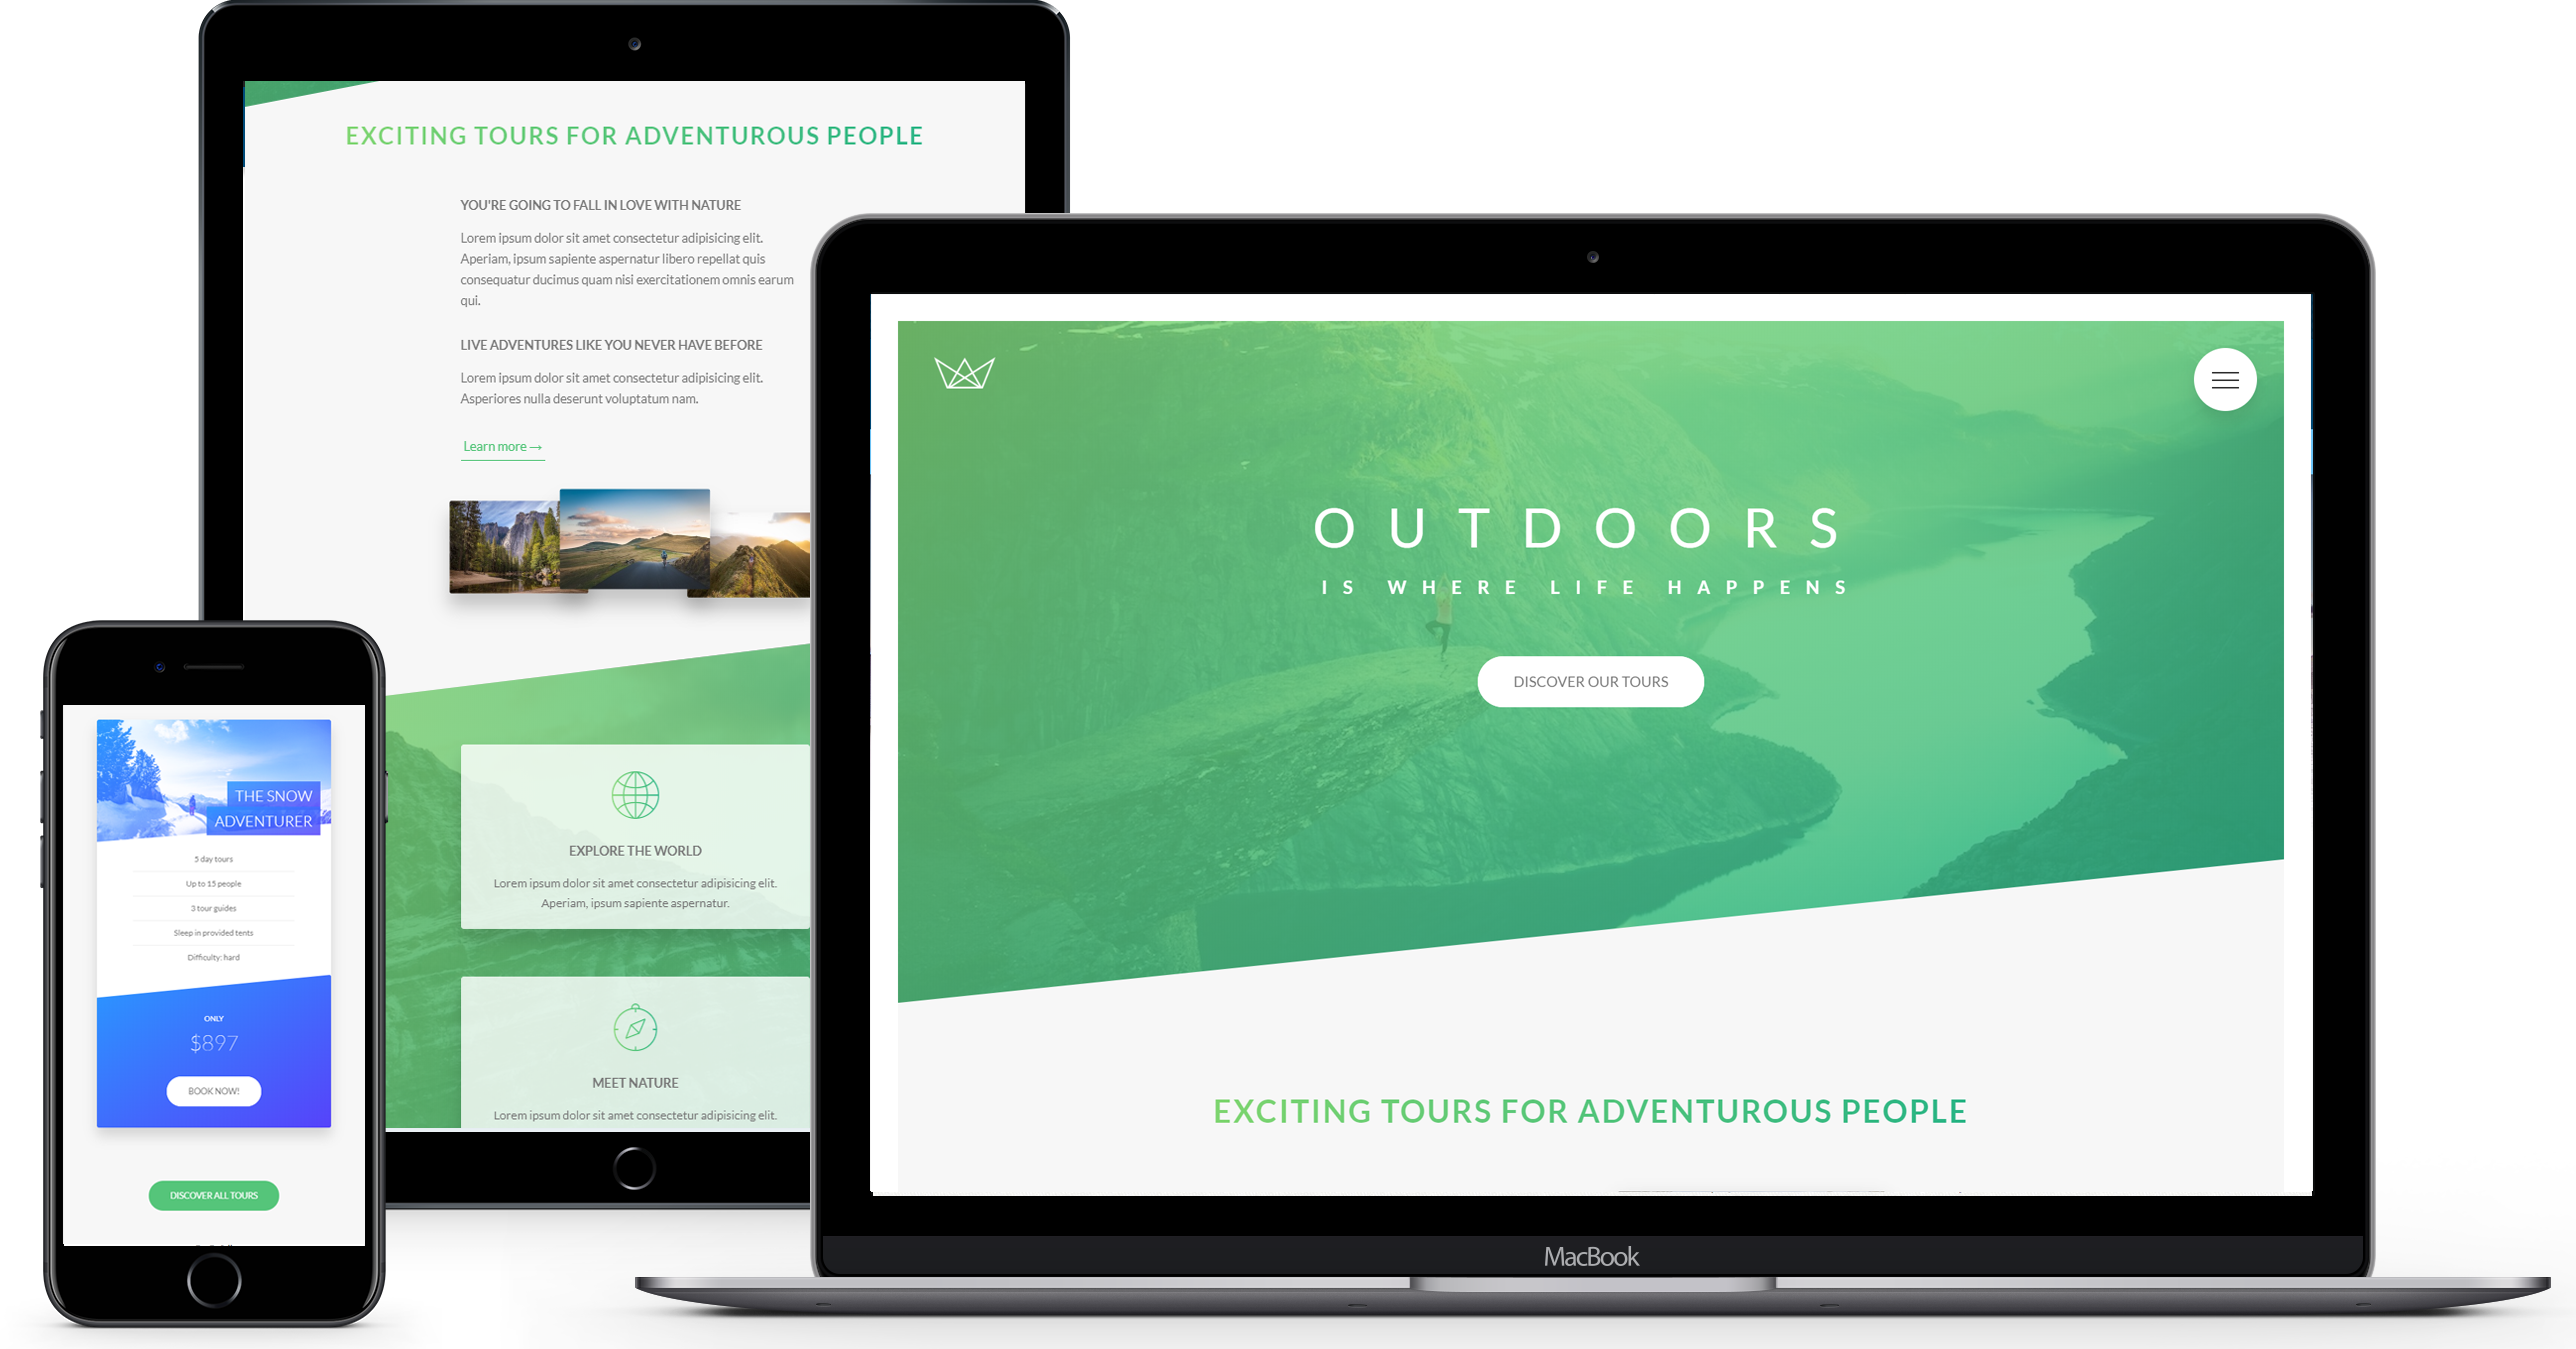 EXCITING TOURS FOR ADVENTUROUS PEOPLE
YOU'RE GOING TO FALL IN LOVE WITH NATURE
Lorem ipsum dolor sit amet consectetur adipisicing elit.
Aperiam, ipsum sapiente aspernatur libero repellat quis
consequatur ducimus quam nisi exercitationem omnis earum
qui.
LIVE ADVENTURES LIKE YOU NEVER HAVE BEFORE
Lorem ipsum dolor sit amet consectetur adipisicing elit.
Asperiores nulla deserunt voluptatum nam.
Learn more →
EXPLORE THE WORLD
Lorem ipsum dolor sit amet consectetur adipisicing elit.
Aperiam, ipsum sapiente aspernatur.
MEET NATURE
Lorem ipsum dolor sit amet consectetur adipisicing elit.
THE SNOW
ADVENTURER
5 day tours
Up to 15 people
3 tour guides
Sleep in provided tents
Difficulty: hard
ONLY
$897
BOOK NOW!
DISCOVER ALL TOURS
OUTDOORS
IS WHERE LIFE HAPPENS
DISCOVER OUR TOURS
EXCITING TOURS FOR ADVENTUROUS PEOPLE
MacBook